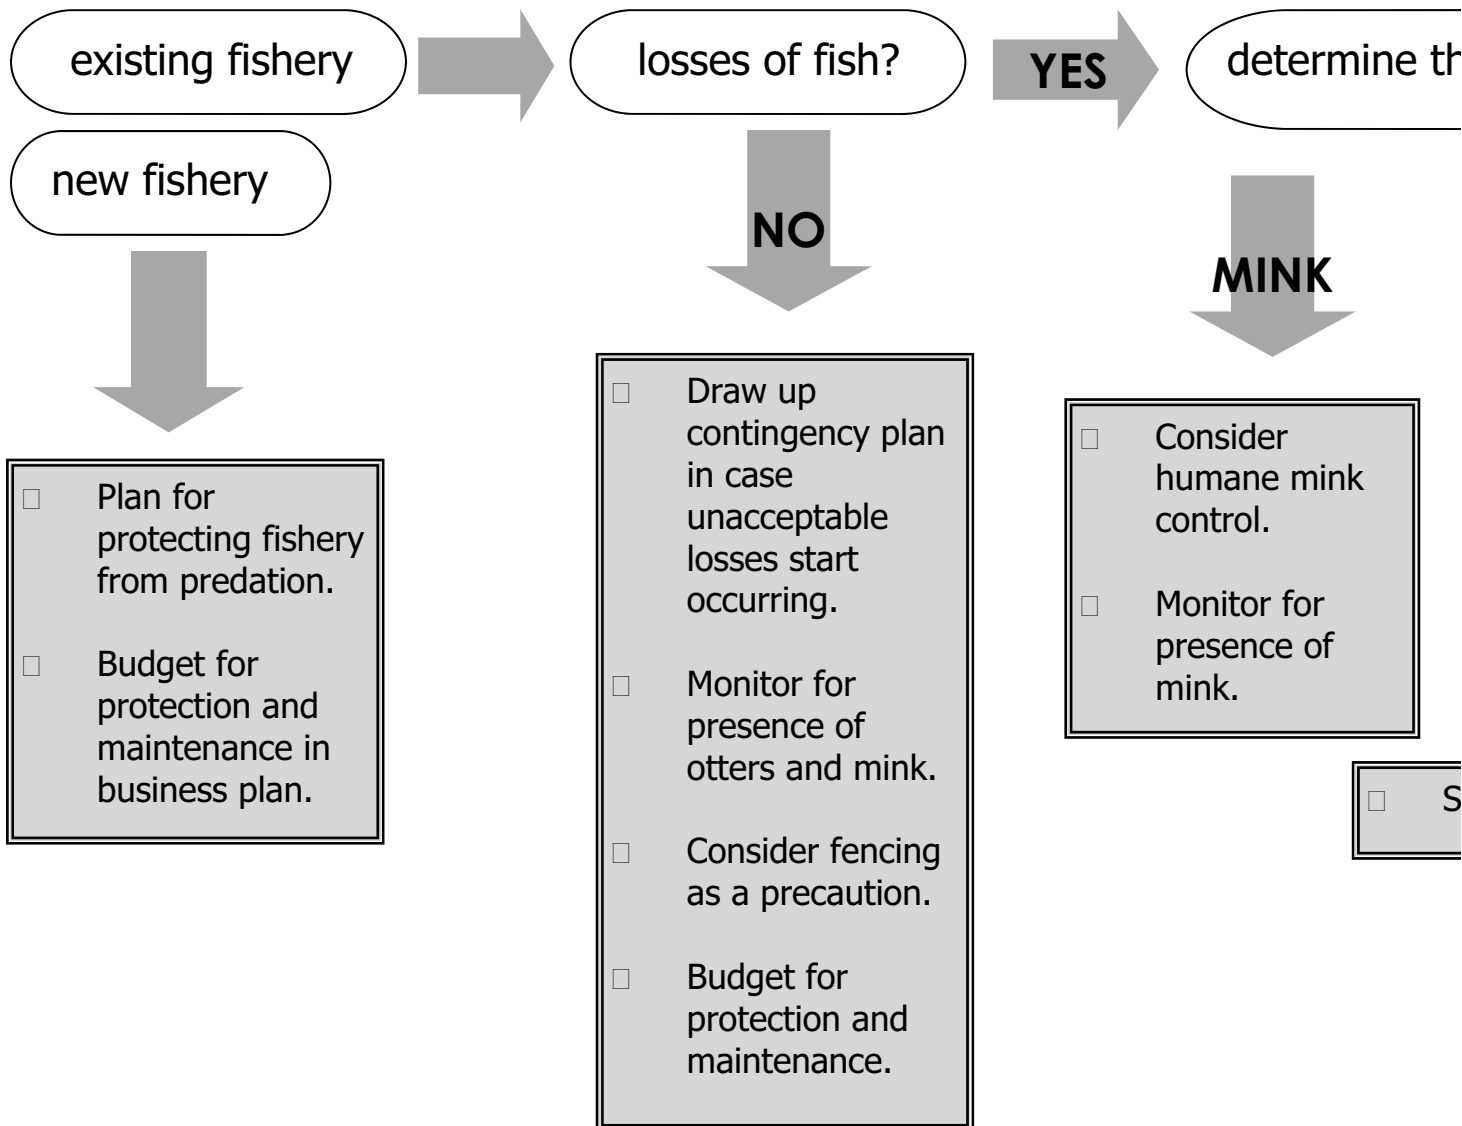 existing fishery
losses of fish?
YES
determine
new fishery
NO
MINK
Plan for
protecting fishery
from predation.
Budget for
protection and
maintenance in
business plan.
Draw up
contingency plan
in case
unacceptable
losses start
occurring.
Monitor for
presence of
otters and mink.
Consider fencing
as a precaution.
Budget for
protection and
maintenance.
Consider
humane mink
control.
Monitor for
presence of
mink.